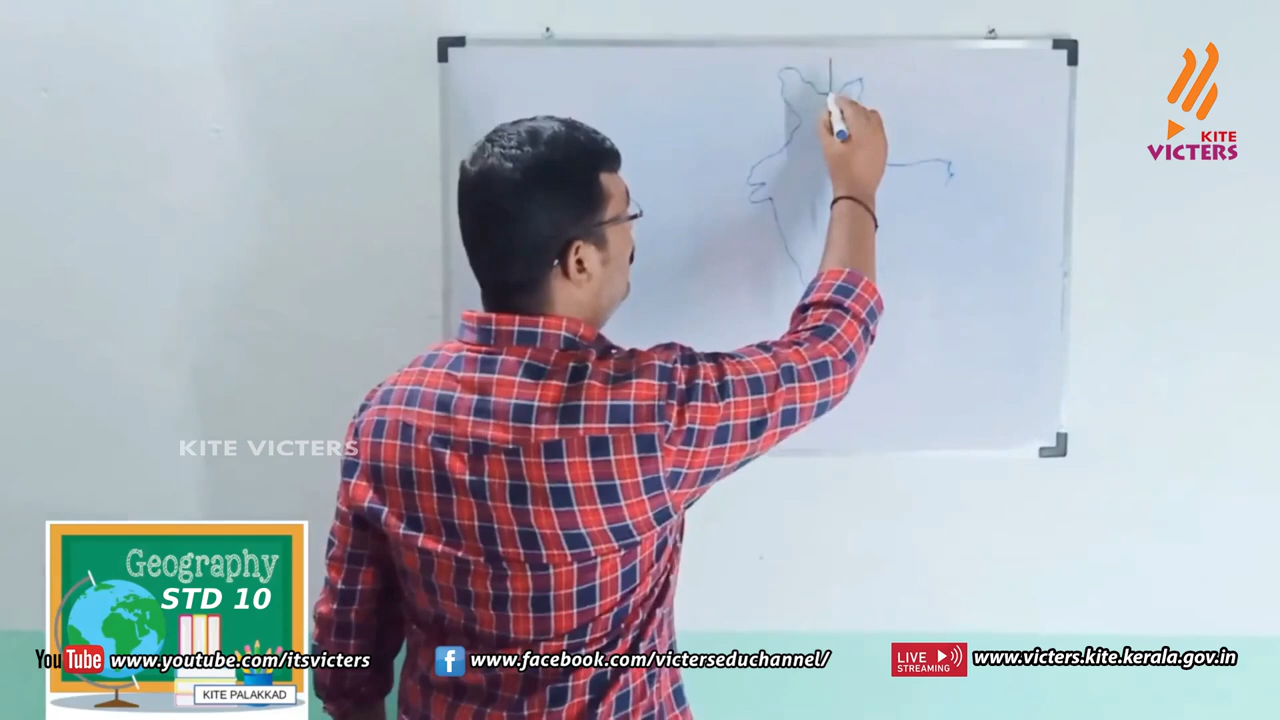 KITE
VICTERS
KITE VICTERS
Geography
STD 10
KITE PALAKKAD
YouTube www.youtube.com/itsvicters
f www.facebook.com/victerseduchannel/
LIVE
STREAMING
www.victers.kite.kerala.gov.in